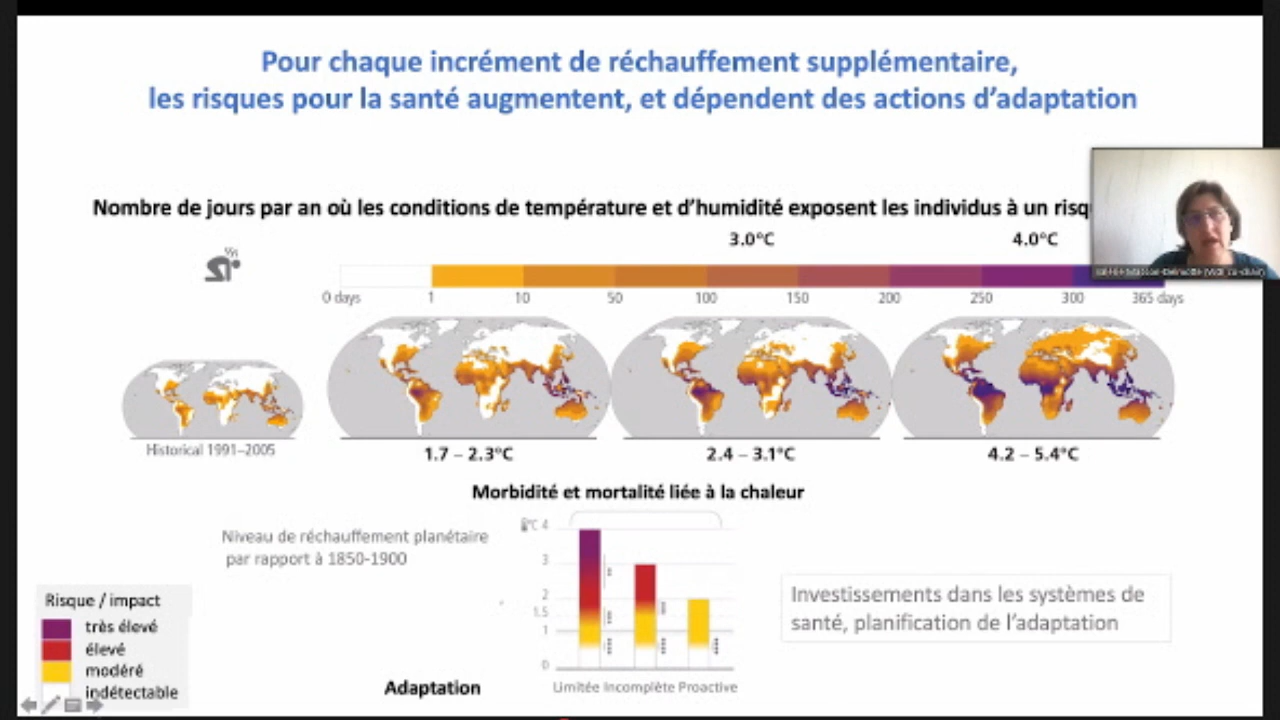 Pour chaque incrément de réchauffement supplémentaire,
les risques pour la santé augmentent, et dépendent des actions d'adaptation
Nombre de jours par an où les conditions de température et d'humidité exposent les individus à un risq
3.0°C 4.0°C
0 days 1 10 50 100 150 200 250 300 365 days
Historical 1991–2005
1.7 – 2.3°C 2.4 – 3.1°C 4.2 – 5.4°C
Morbidité et mortalité liée à la chaleur
Niveau de réchauffement planétaire
par rapport à 1850-1900
°C 4
3
2
1.5
1
0
Limitée Incomplète Proactive
Adaptation
Investissements dans les systèmes de
santé, planification de l'adaptation
Risque / impact
très élevé
élevé
modéré
indétectable